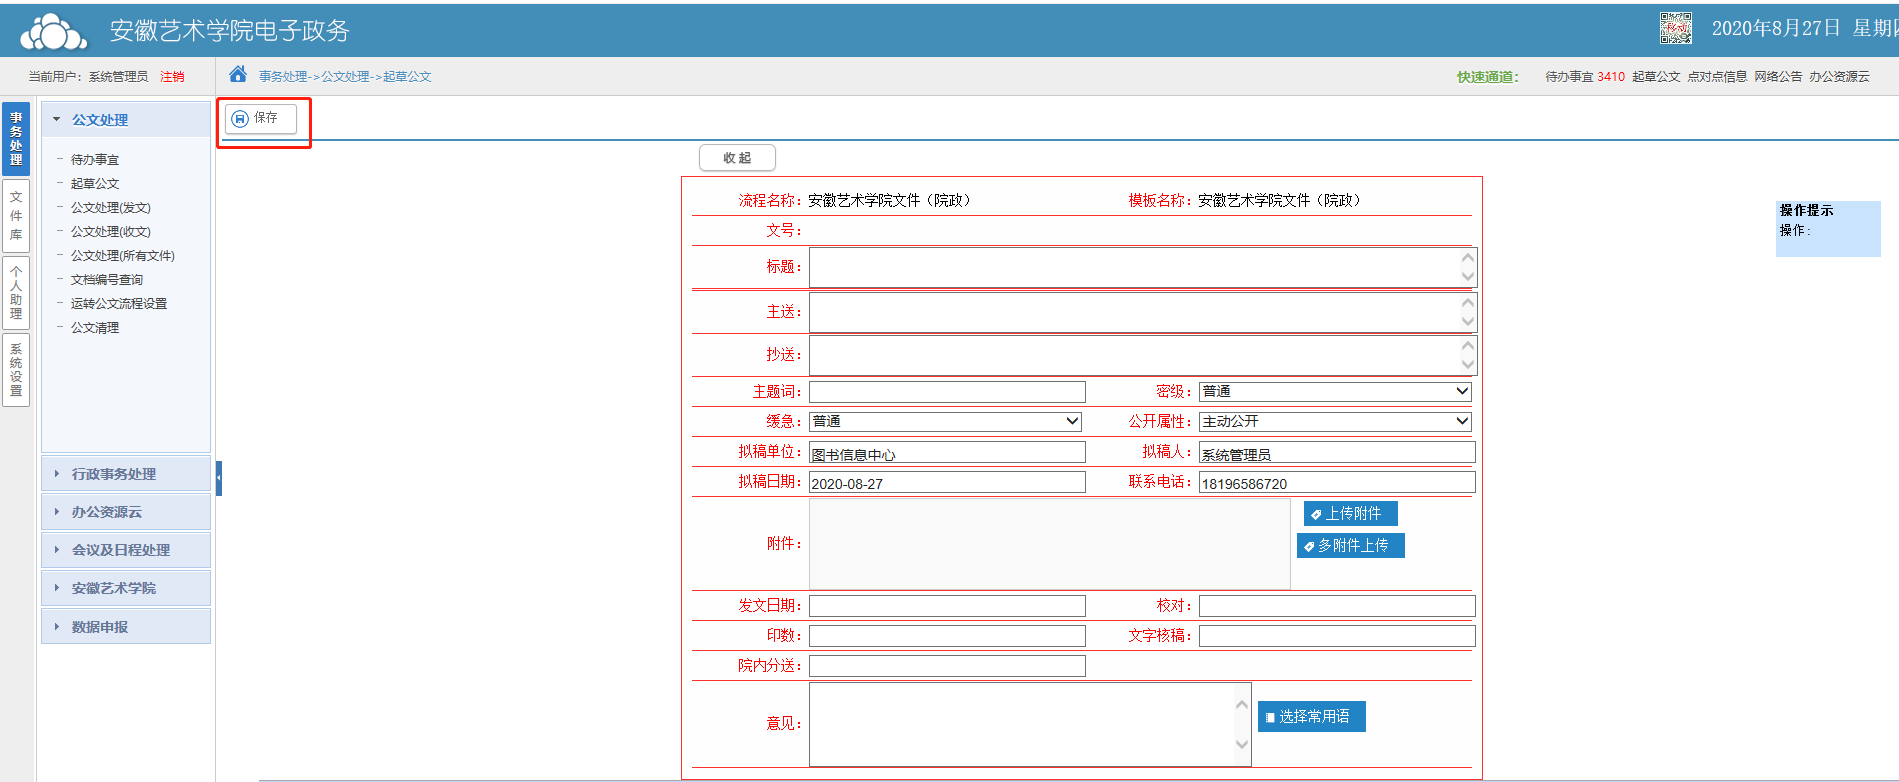 安徽艺术学院电子政务
移动
2020年8月27日 星期
当前用户：系统管理员 注销
事务处理->公文处理->起草公文
快速通道：
待办事宜 3410 起草公文 点对点信息 网络公告 办公资源云
事务处理
文件库
个人助理
系统设置
公文处理
待办事宜
起草公文
公文处理(发文)
公文处理(收文)
公文处理(所有文件)
文档编号查询
运转公文流程设置
公文清理
行政事务处理
办公资源云
会议及日程处理
安徽艺术学院
数据申报
保存
收起
流程名称：安徽艺术学院文件（院政） 模板名称：安徽艺术学院文件（院政）
文号：
标题：
主送：
抄送：
主题词： 密级：普通
缓急：普通 公开属性：主动公开
拟稿单位：图书信息中心 拟稿人：系统管理员
拟稿日期：2020-08-27 联系电话：18196586720
附件： 上传附件
多附件上传
发文日期： 校对：
印数： 文字核稿：
院内分送：
意见： 选择常用语
操作提示
操作：